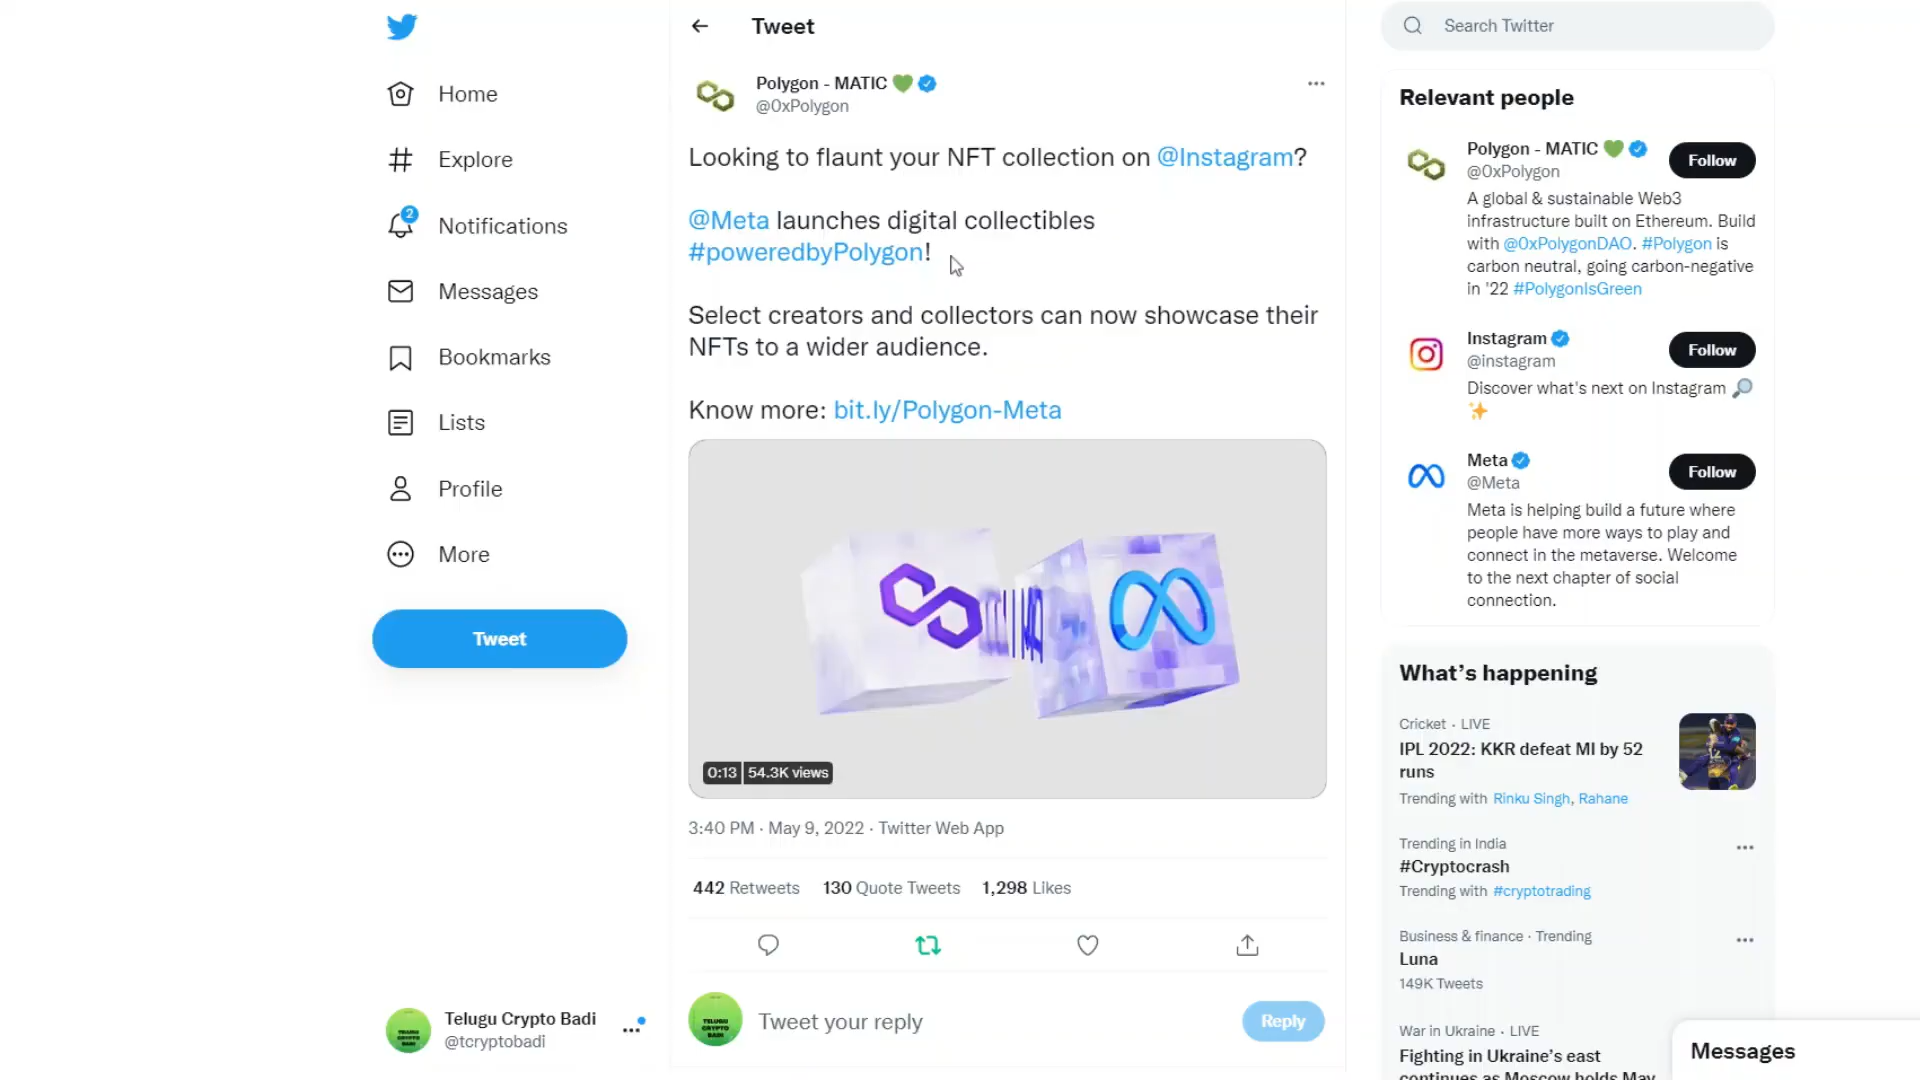 Home
Explore
2
Notifications
Messages
Bookmarks
Lists
Profile
More
Tweet
Telugu Crypto Badi
@tcryptobadi
Tweet
Polygon - MATIC 💚
@0xPolygon
Looking to flaunt your NFT collection on @Instagram?
@Meta launches digital collectibles
#poweredbyPolygon!
Select creators and collectors can now showcase their
NFTs to a wider audience.
Know more: bit.ly/Polygon-Meta
0:13 54.3K views
3:40 PM · May 9, 2022 · Twitter Web App
442 Retweets 130 Quote Tweets 1,298 Likes
TELUGU
CRYPTO
BADI
Tweet your reply
Reply
Search Twitter
Relevant people
Polygon - MATIC 💚
@0xPolygon
Follow
A global & sustainable Web3
infrastructure built on Ethereum. Build
with @0xPolygonDAO. #Polygon is
carbon neutral, going carbon-negative
in '22 #PolygonIsGreen
Instagram
@instagram
Follow
Discover what's next on Instagram 🔎
✨
Meta
@Meta
Follow
Meta is helping build a future where
people have more ways to play and
connect in the metaverse. Welcome
to the next chapter of social
connection.
What’s happening
Cricket · LIVE
IPL 2022: KKR defeat MI by 52
runs
Trending with Rinku Singh, Rahane
Trending in India
#Cryptocrash
Trending with #cryptotrading
Business & finance · Trending
Luna
149K Tweets
War in Ukraine · LIVE
Fighting in Ukraine’s east
continues as Moscow holds May
Messages